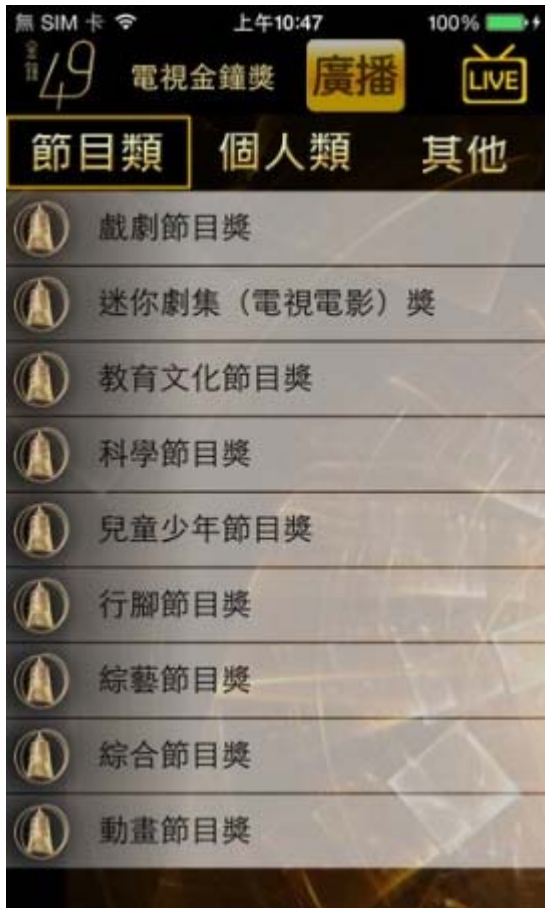 無 SIM 卡 上午10:47 100%
金鐘 49 電視金鐘獎 廣播 LIVE
節目類 個人類 其他
戲劇節目獎
迷你劇集（電視電影）獎
教育文化節目獎
科學節目獎
兒童少年節目獎
行腳節目獎
綜藝節目獎
綜合節目獎
動畫節目獎